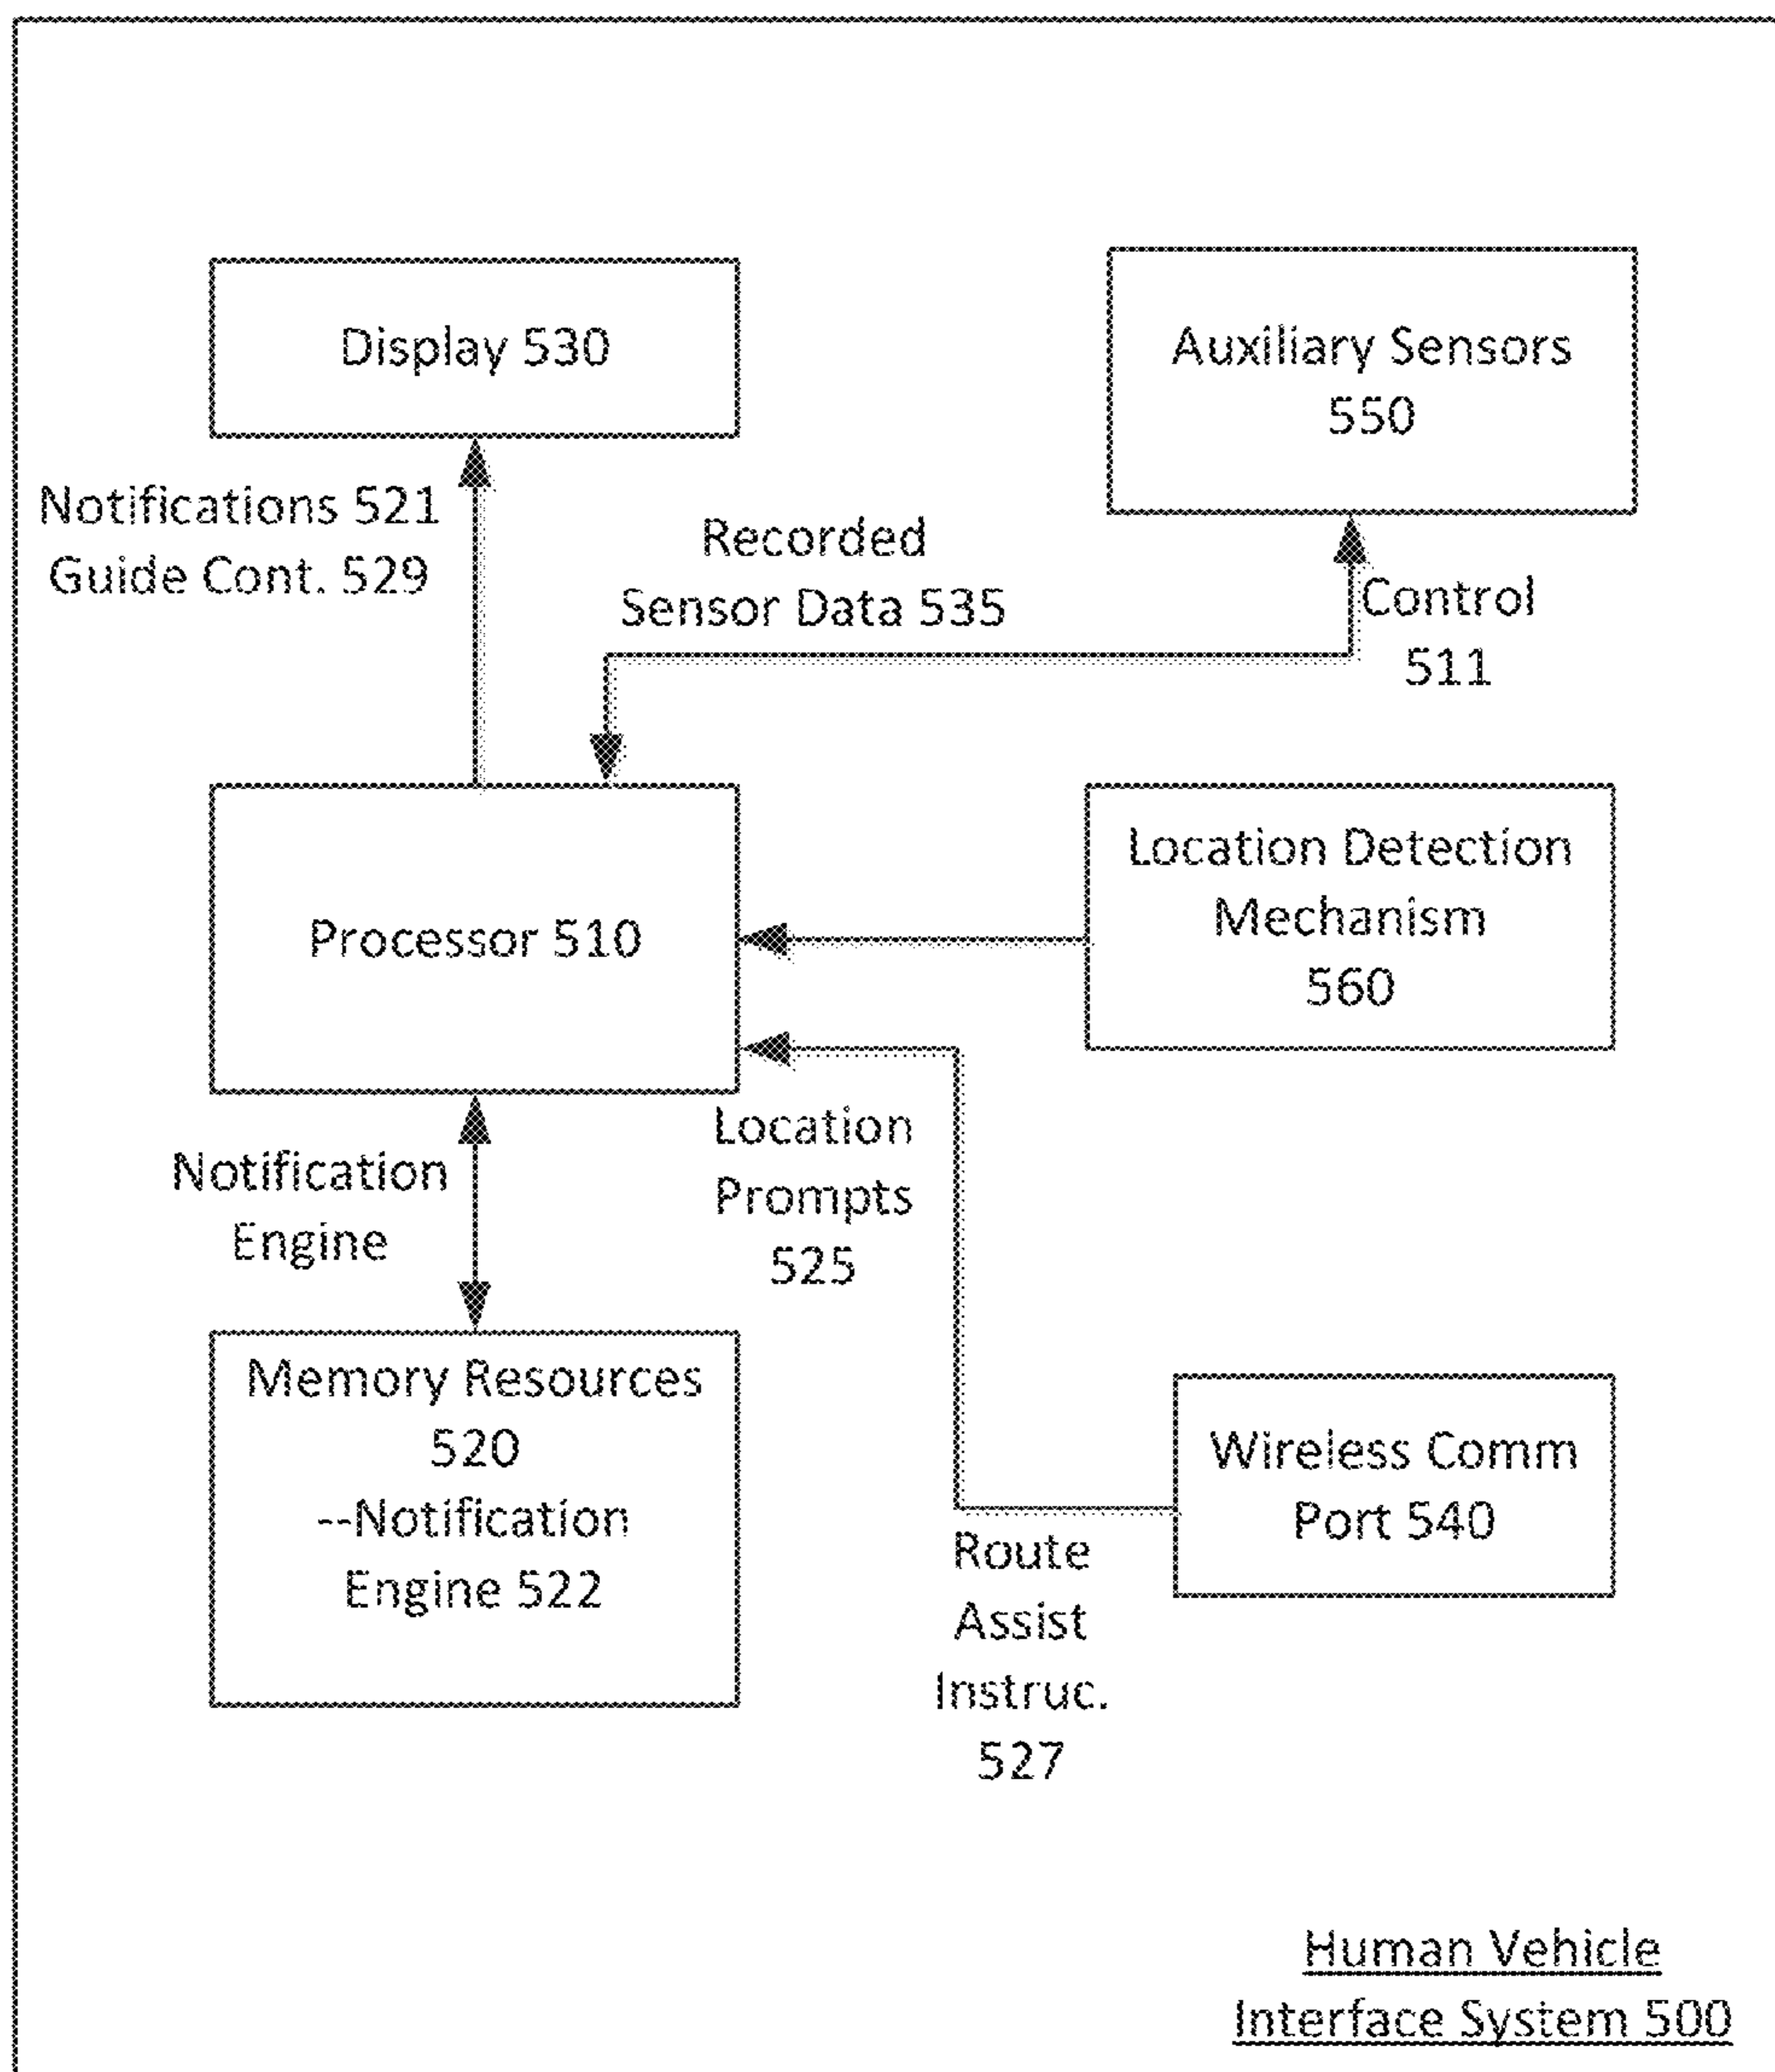 Display 530
Auxiliary Sensors
550
Notifications 521
Guide Cont. 529
Recorded
Sensor Data 535
Control
511
Processor 510
Location Detection
Mechanism
560
Notification
Engine
Location
Prompts
525
Memory Resources
520
--Notification
Engine 522
Wireless Comm
Port 540
Route
Assist
Instruc.
527
Human Vehicle
Interface System 500